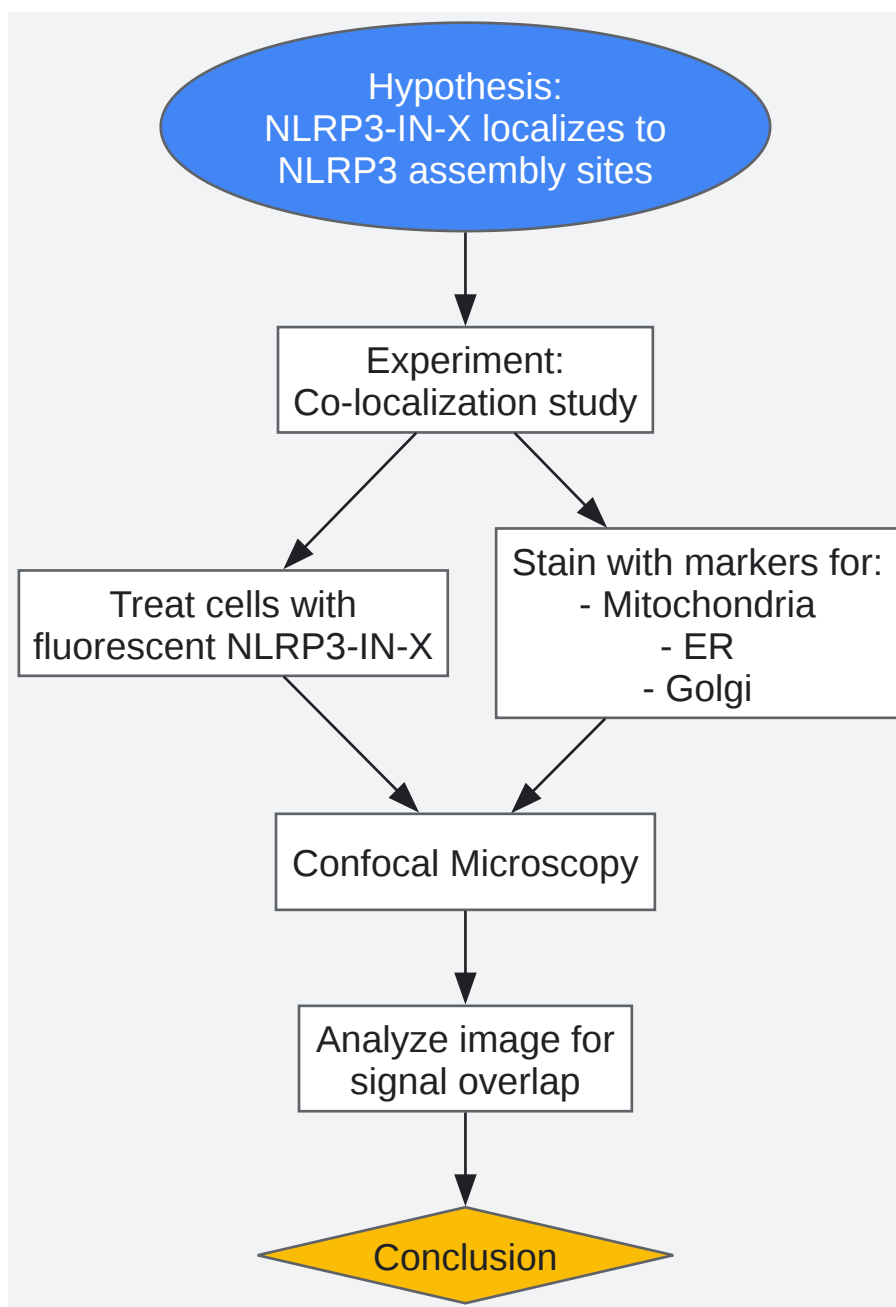 Hypothesis:
NLRP3-IN-X localizes to
NLRP3 assembly sites
Experiment:
Co-localization study
Treat cells with
fluorescent NLRP3-IN-X
Stain with markers for:
- Mitochondria
- ER
- Golgi
Confocal Microscopy
Analyze image for
signal overlap
Conclusion